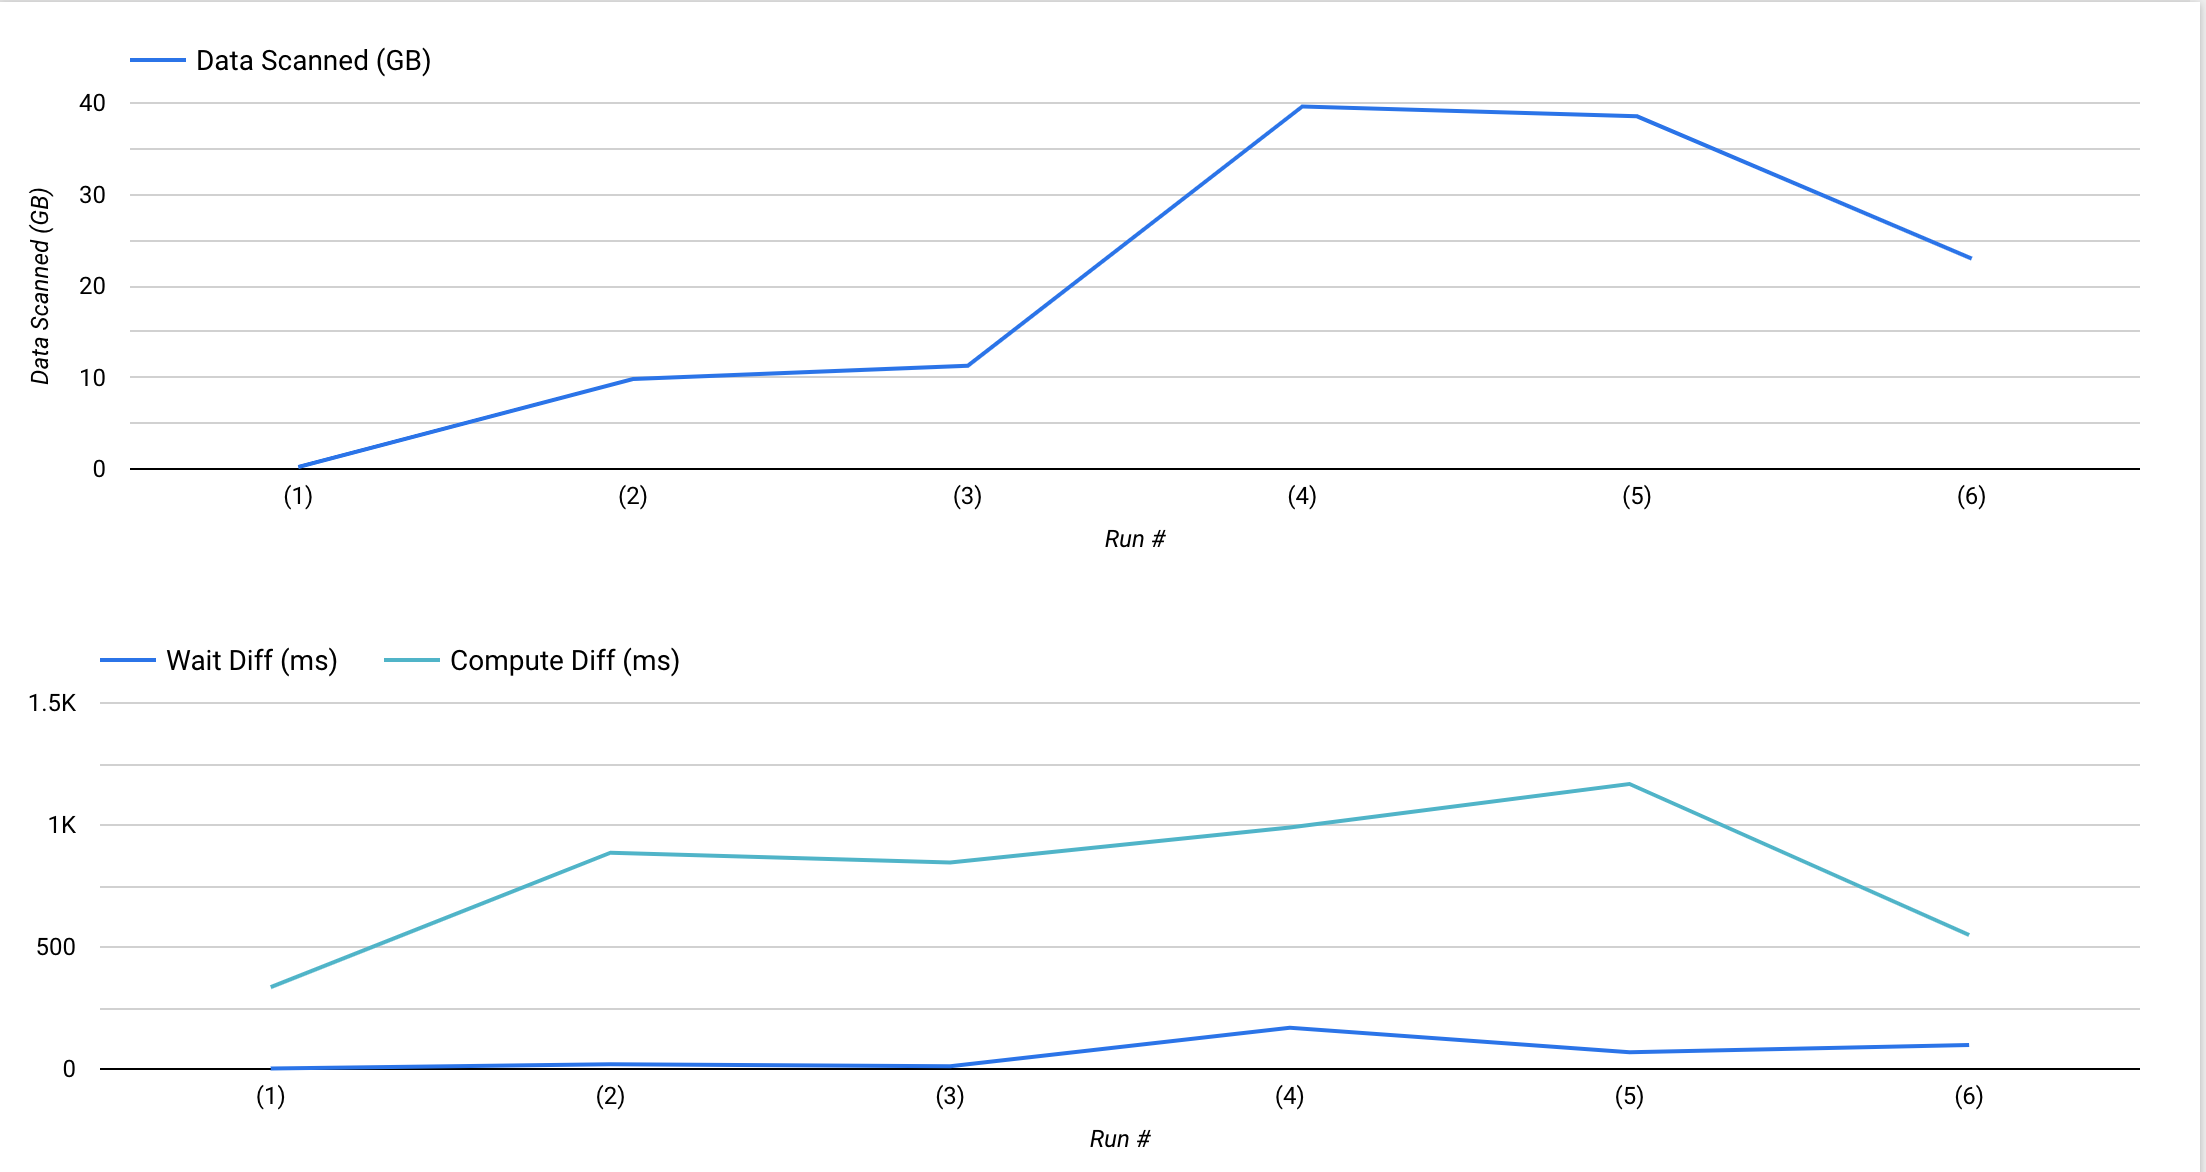 Data Scanned (GB)
40
30
20
10
0
Data Scanned (GB)
(1) (2) (3) (4) (5) (6)
Run #
Wait Diff (ms) Compute Diff (ms)
1.5K
1K
500
0
(1) (2) (3) (4) (5) (6)
Run #